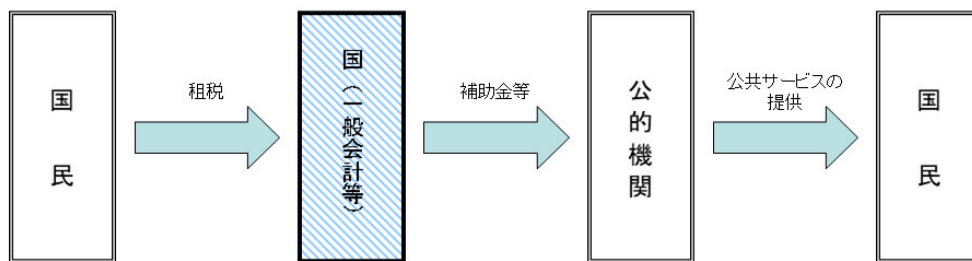 国民
租税
国（一般会計等）
補助金等
公的機関
公共サービスの
提供
国民